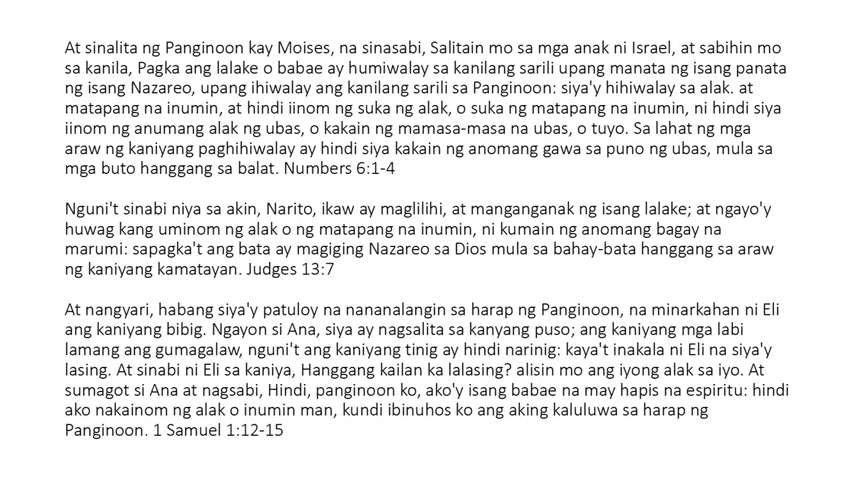 At sinalita ng Panginoon kay Moises, na sinasabi, Salitain mo sa mga anak ni Israel, at sabihin mo
sa kanila, Pagka ang lalake o babae ay humiwalay sa kanilang sarili upang manata ng isang panata
ng isang Nazareo, upang ihiwalay ang kanilang sarili sa Panginoon: siya'y hihiwalay sa alak. at
matapang na inumin, at hindi iinom ng suka ng alak, o suka ng matapang na inumin, ni hindi siya
iinom ng anumang alak ng ubas, o kakain ng mamasa-masa na ubas, o tuyo. Sa lahat ng mga
araw ng kaniyang paghihiwalay ay hindi siya kakain ng anomang gawa sa puno ng ubas, mula sa
mga buto hanggang sa balat. Numbers 6:1-4
Nguni't sinabi niya sa akin, Narito, ikaw ay maglilihi, at manganganak ng isang lalake; at ngayo'y
huwag kang uminom ng alak o ng matapang na inumin, ni kumain ng anomang bagay na
marumi: sapagka't ang bata ay magiging Nazareo sa Dios mula sa bahay-bata hanggang sa araw
ng kaniyang kamatayan. Judges 13:7
At nangyari, habang siya'y patuloy na nananalangin sa harap ng Panginoon, na minarkahan ni Eli
ang kaniyang bibig. Ngayon si Ana, siya ay nagsalita sa kanyang puso; ang kaniyang mga labi
lamang ang gumagalaw, nguni't ang kaniyang tinig ay hindi narinig: kaya't inakala ni Eli na siya'y
lasing. At sinabi ni Eli sa kaniya, Hanggang kailan ka lalasing? alisin mo ang iyong alak sa iyo. At
sumagot si Ana at nagsabi, Hindi, panginoon ko, ako'y isang babae na may hapis na espiritu: hindi
ako nakainom ng alak o inumin man, kundi ibinuhos ko ang aking kaluluwa sa harap ng
Panginoon. 1 Samuel 1:12-15